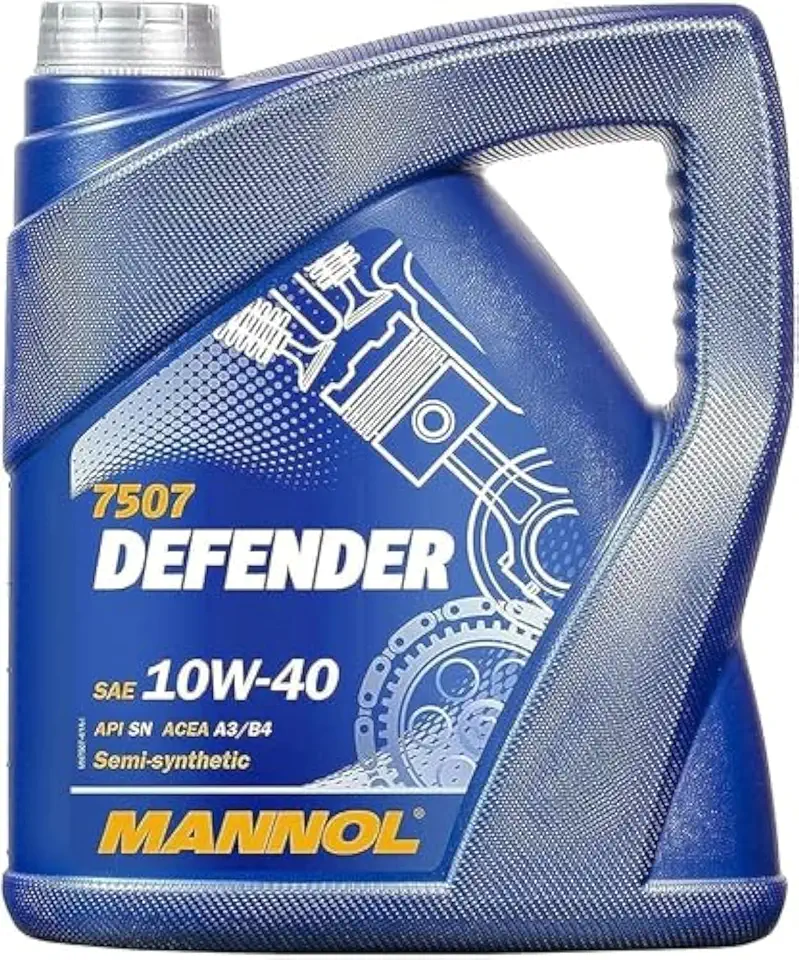 7507
DEFENDER
SAE 10W-40
API SN ACEA A3/B4
Semi-synthetic
MANNOL®